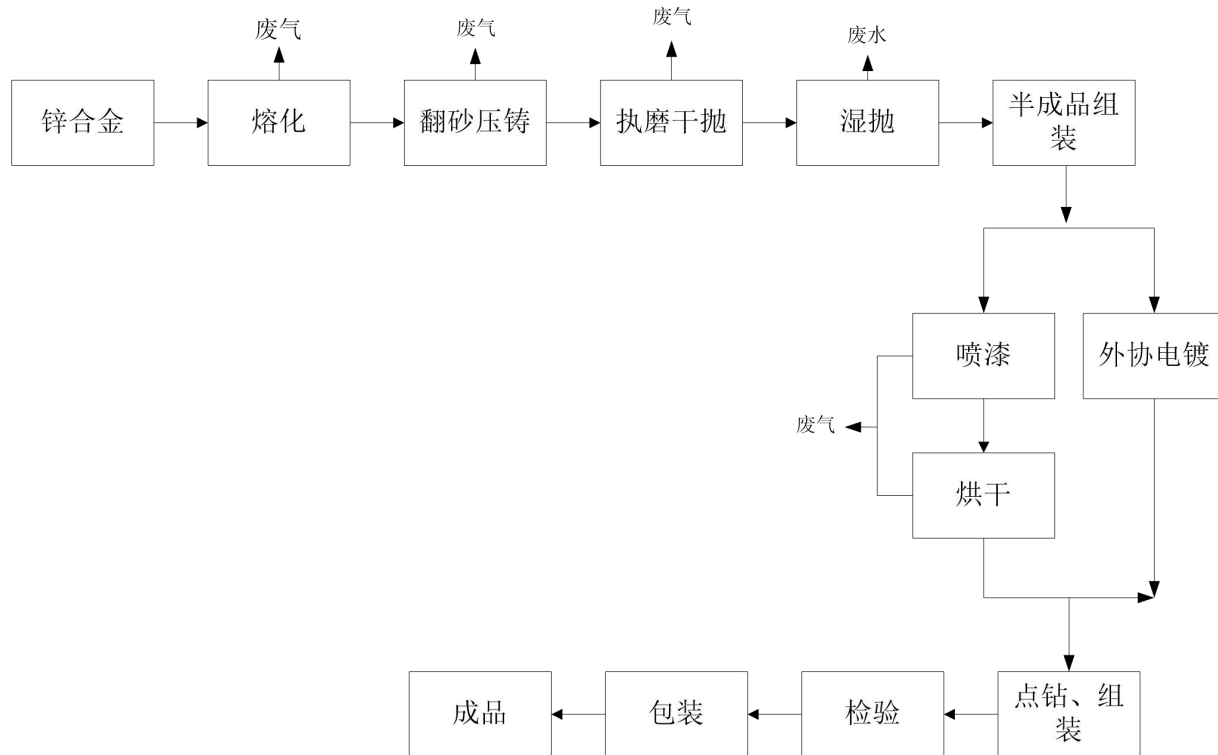 废气
废气
废气
废水
锌合金
熔化
翻砂压铸
执磨干抛
湿抛
半成品组
装
喷漆
外协电镀
废气
烘干
成品
包装
检验
点钻、组
装